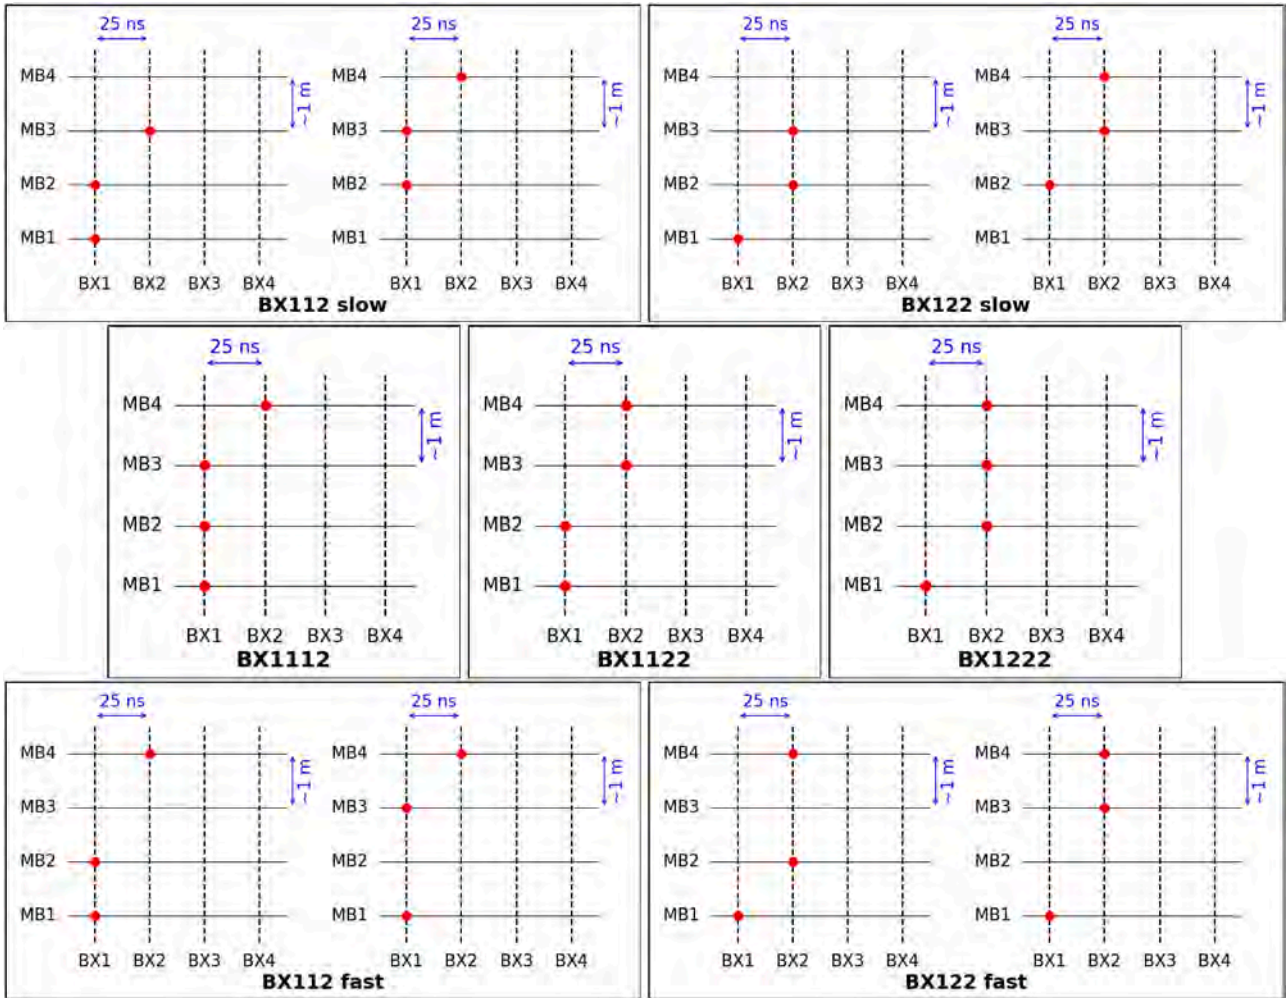 25 ns 25 ns 25 ns 25 ns
MB4 MB4 MB4 MB4
~1 m ~1 m ~1 m ~1 m
MB3 MB3 MB3 MB3
MB2 MB2 MB2 MB2
MB1 MB1 MB1 MB1
BX1 BX2 BX3 BX4 BX1 BX2 BX3 BX4 BX1 BX2 BX3 BX4 BX1 BX2 BX3 BX4
BX112 slow BX122 slow
25 ns 25 ns 25 ns
MB4 MB4 MB4
~1 m ~1 m ~1 m
MB3 MB3 MB3
MB2 MB2 MB2
MB1 MB1 MB1
BX1 BX2 BX3 BX4 BX1 BX2 BX3 BX4 BX1 BX2 BX3 BX4
BX1112 BX1122 BX1222
25 ns 25 ns 25 ns 25 ns
MB4 MB4 MB4 MB4
~1 m ~1 m ~1 m ~1 m
MB3 MB3 MB3 MB3
MB2 MB2 MB2 MB2
MB1 MB1 MB1 MB1
BX1 BX2 BX3 BX4 BX1 BX2 BX3 BX4 BX1 BX2 BX3 BX4 BX1 BX2 BX3 BX4
BX112 fast BX122 fast